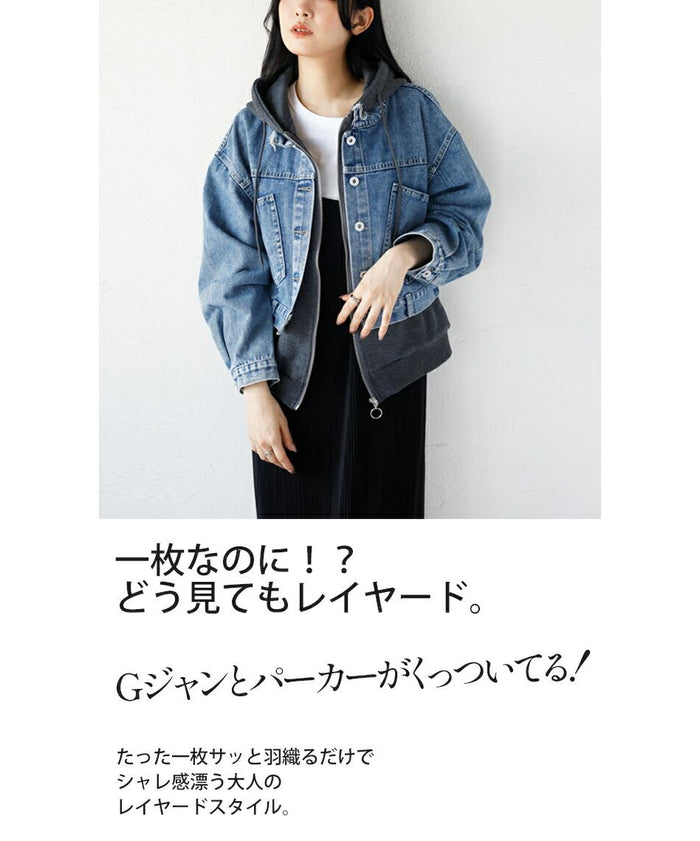 一枚なのに！？
どう見てもレイヤード。
Gジャンとパーカーがくっついてる!
たった一枚サッと羽織るだけで
シャレ感漂う大人の
レイヤードスタイル。